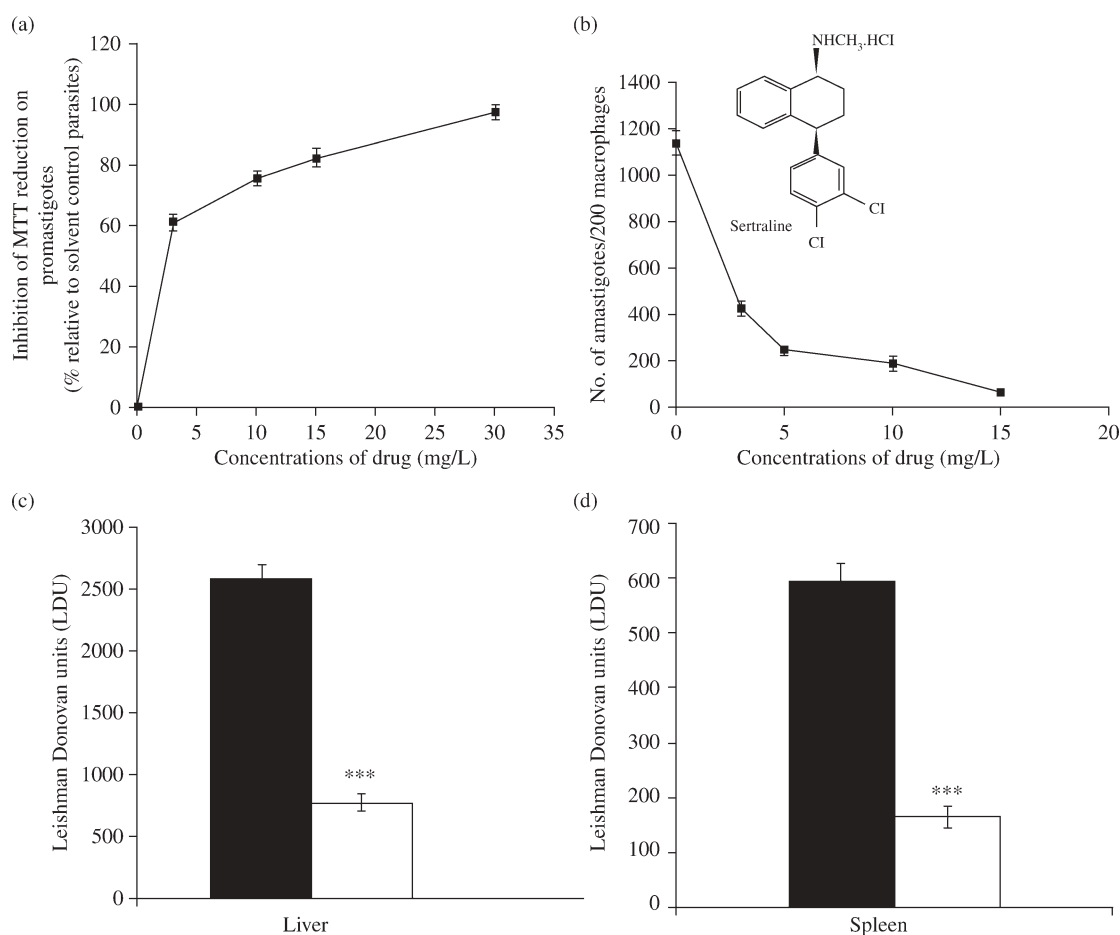 (a)
120
100
80
60
40
20
0
0 5 10 15 20 25 30 35
Inhibition of MTT reduction on
promastigotes
(% relative to solvent control parasites)
Concentrations of drug (mg/L)
(b)
1400
1200
1000
800
600
400
200
0
0 5 10 15 20
No. of amastigotes/200 macrophages
Concentrations of drug (mg/L)
NHCH₃.HCI
CI
CI
Sertraline
(c)
3000
2500
2000
1500
1000
500
0
Leishman Donovan units (LDU)
***
Liver
(d)
700
600
500
400
300
200
100
0
Leishman Donovan units (LDU)
***
Spleen